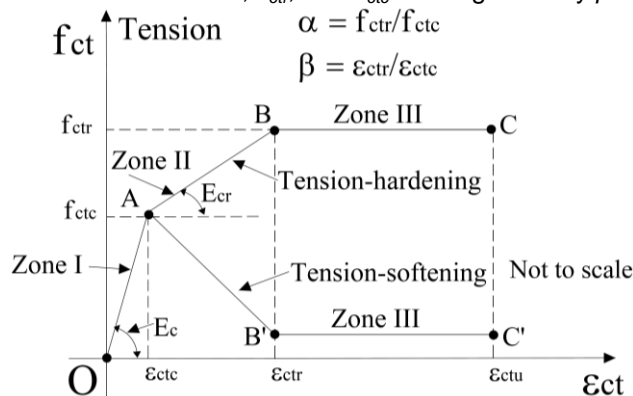 fct Tension
α = fctr/fctc
β = εctr/εctc
B Zone III C
fctr
Zone II
Tension-hardening
A Ecr
fctc
Zone I
Tension-softening Not to scale
Ec
B' Zone III C'
O εctc εctr εctu εct